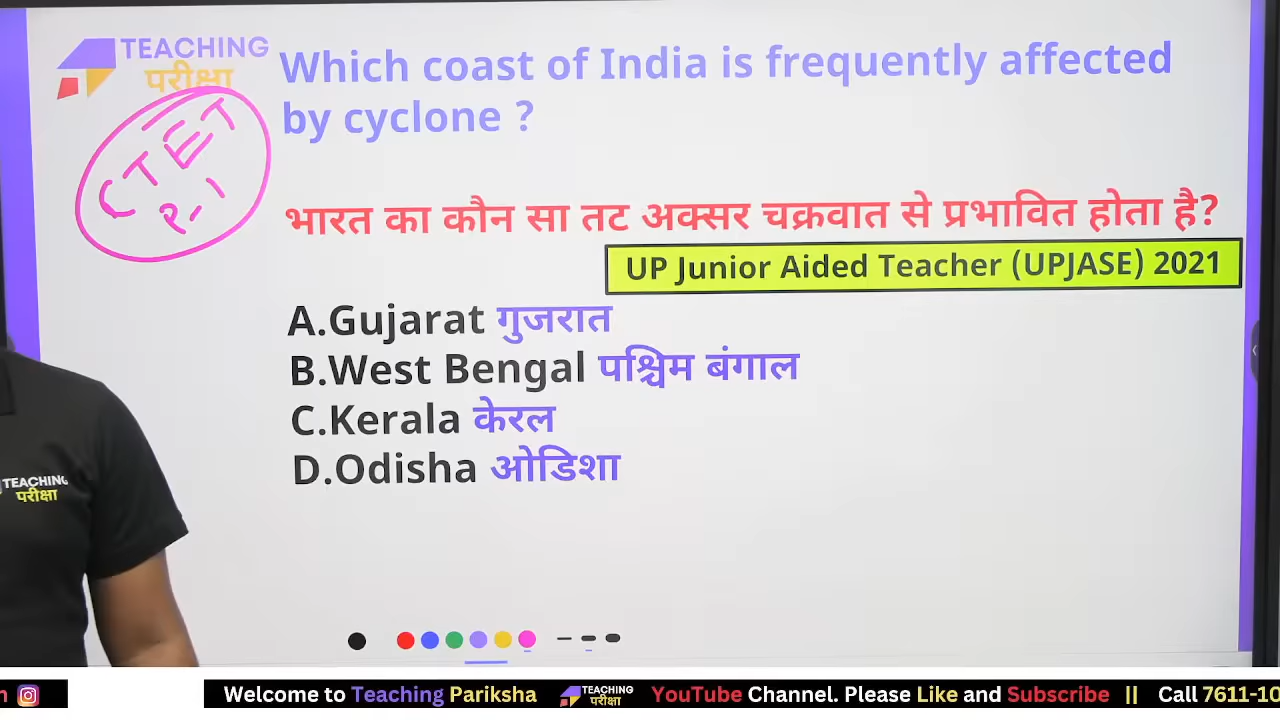 TEACHING
परीक्षा
Which coast of India is frequently affected
by cyclone ?
CTET
P-1
भारत का कौन सा तट अक्सर चक्रवात से प्रभावित होता है?
UP Junior Aided Teacher (UPJASE) 2021
A.Gujarat गुजरात
B.West Bengal पश्चिम बंगाल
C.Kerala केरल
D.Odisha ओडिशा
TEACHING
परीक्षा
Welcome to Teaching Pariksha TEACHING परीक्षा YouTube Channel. Please Like and Subscribe || Call 7611-10